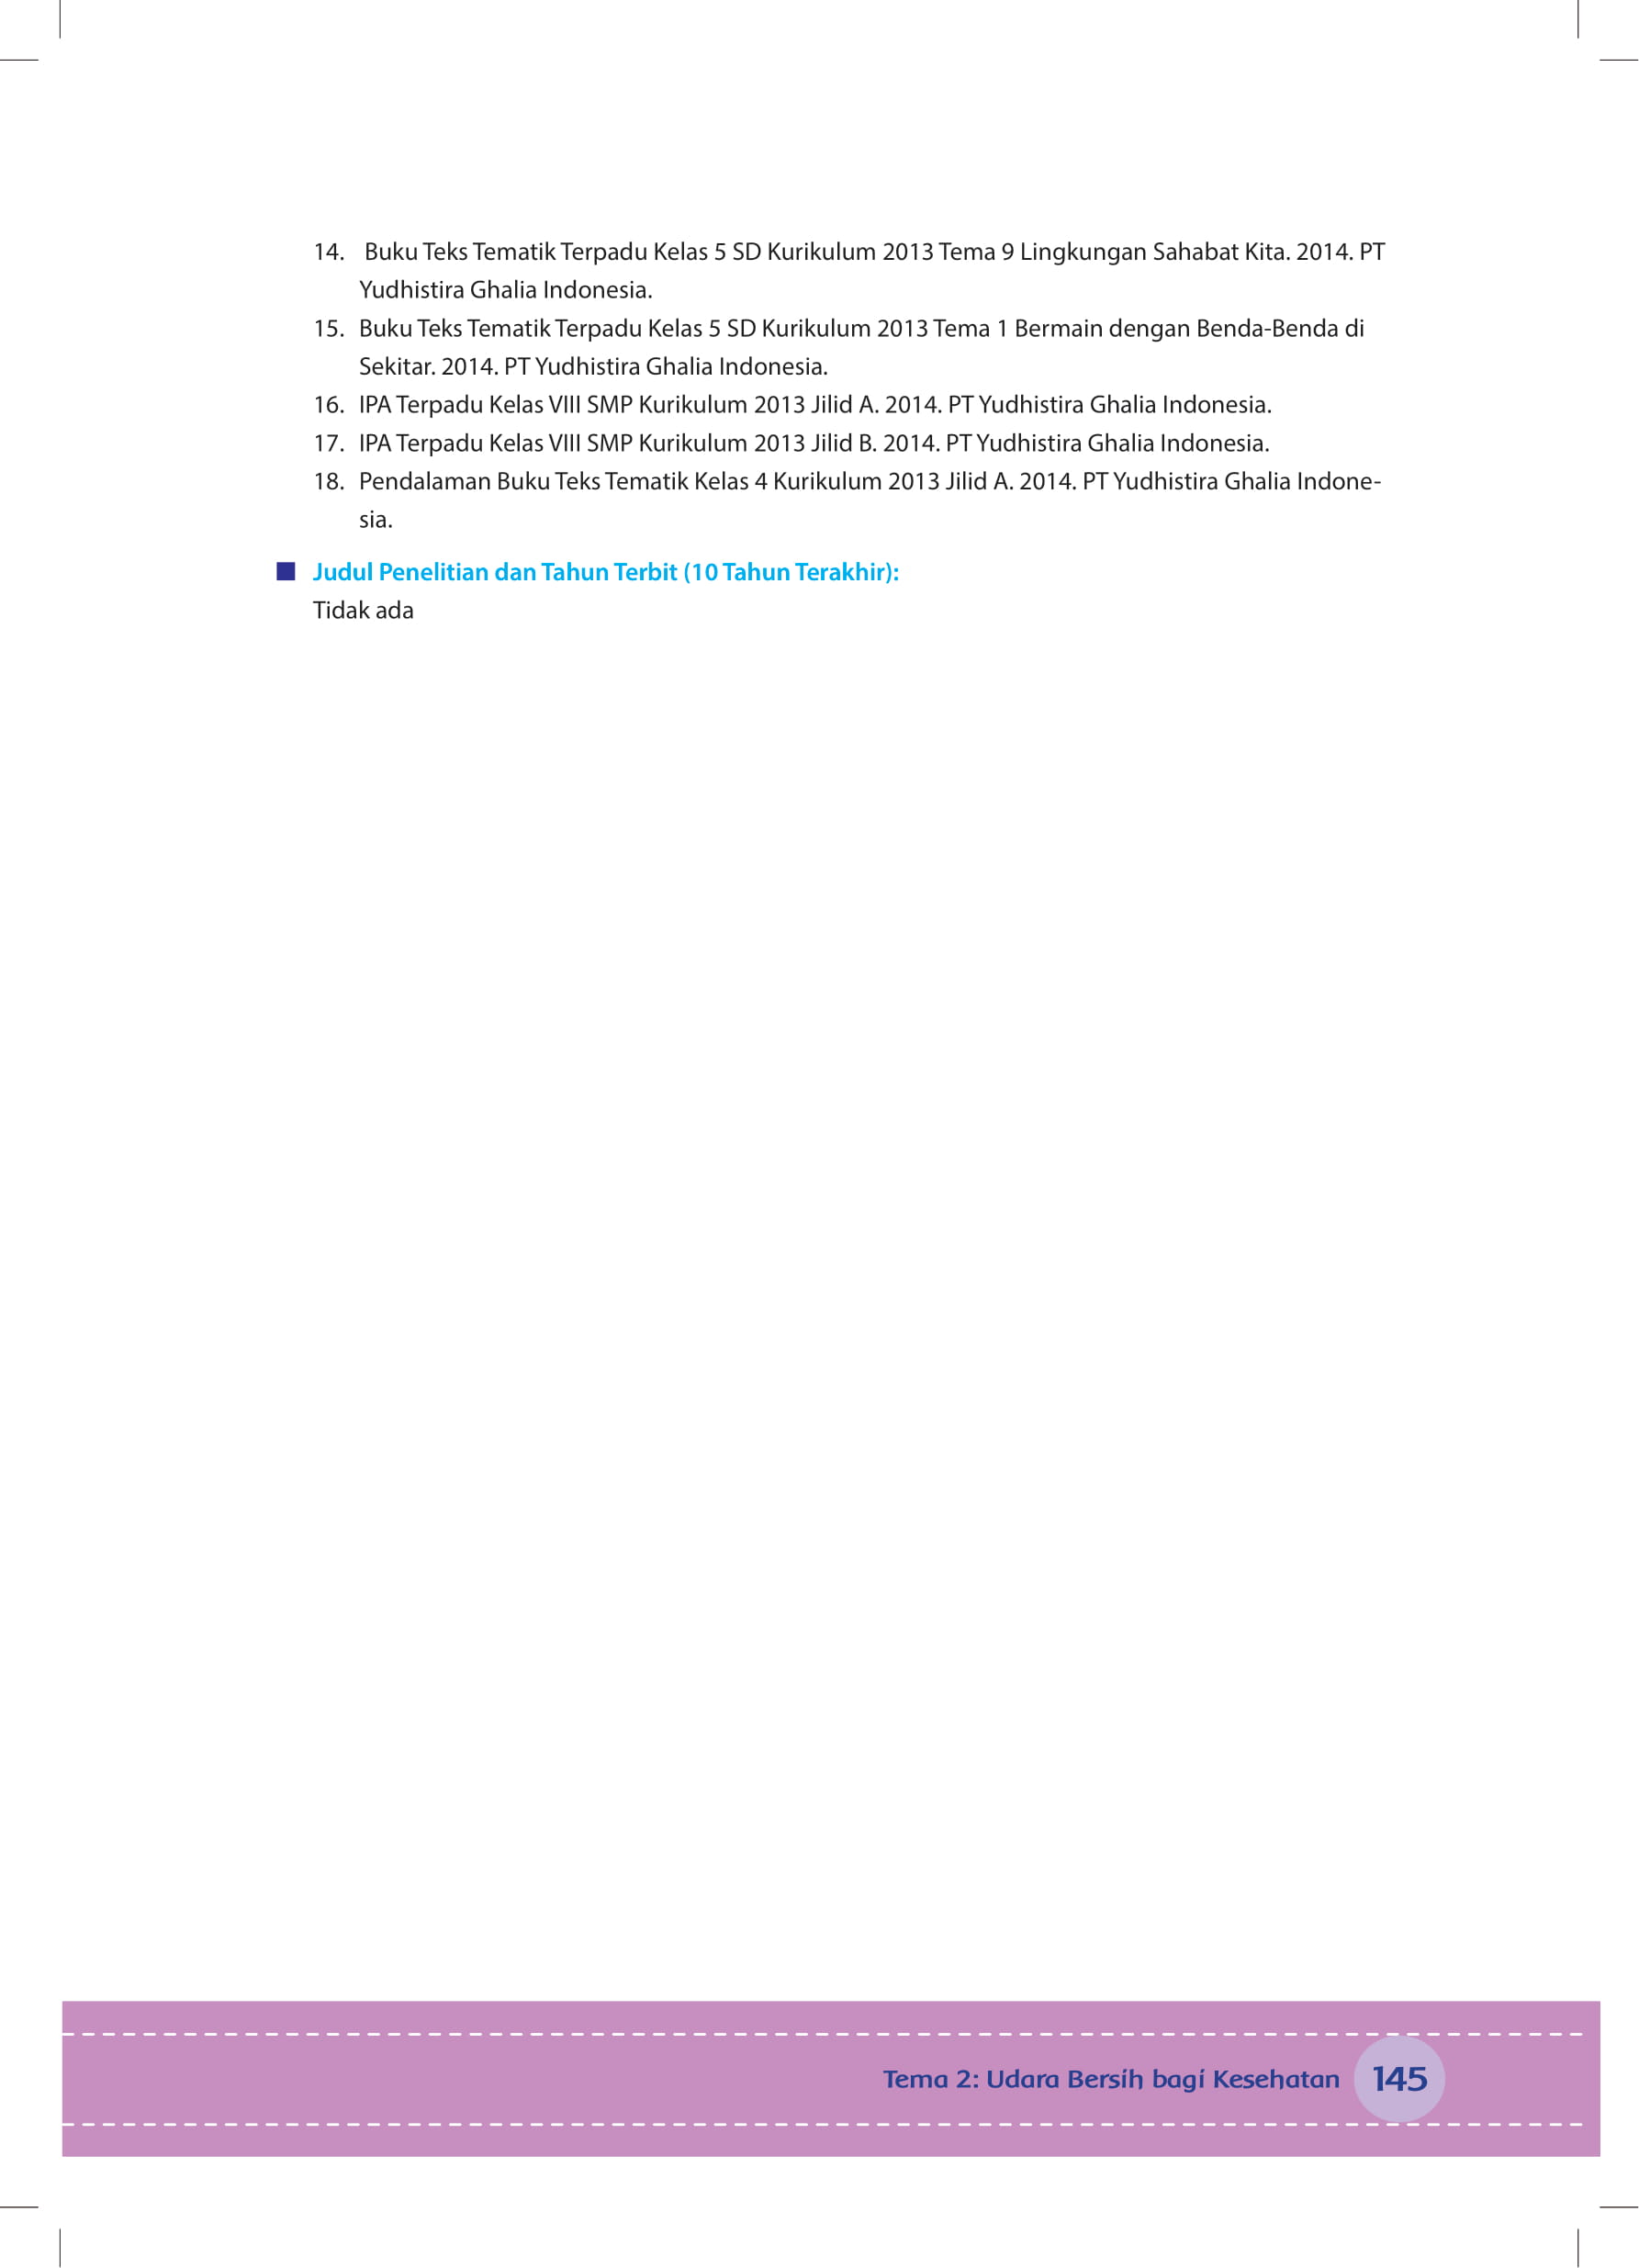 14. Buku Teks Tematik Terpadu Kelas 5 SD Kurikulum 2013 Tema 9 Lingkungan Sahabat Kita. 2014. PT
Yudhistira Ghalia Indonesia.
15. Buku Teks Tematik Terpadu Kelas 5 SD Kurikulum 2013 Tema 1 Bermain dengan Benda-Benda di
Sekitar. 2014. PT Yudhistira Ghalia Indonesia.
16. IPA Terpadu Kelas VIII SMP Kurikulum 2013 Jilid A. 2014. PT Yudhistira Ghalia Indonesia.
17. IPA Terpadu Kelas VIII SMP Kurikulum 2013 Jilid B. 2014. PT Yudhistira Ghalia Indonesia.
18. Pendalaman Buku Teks Tematik Kelas 4 Kurikulum 2013 Jilid A. 2014. PT Yudhistira Ghalia Indone-
sia.
Judul Penelitian dan Tahun Terbit (10 Tahun Terakhir):
Tidak ada
Tema 2: Udara Bersih bagi Kesehatan 145